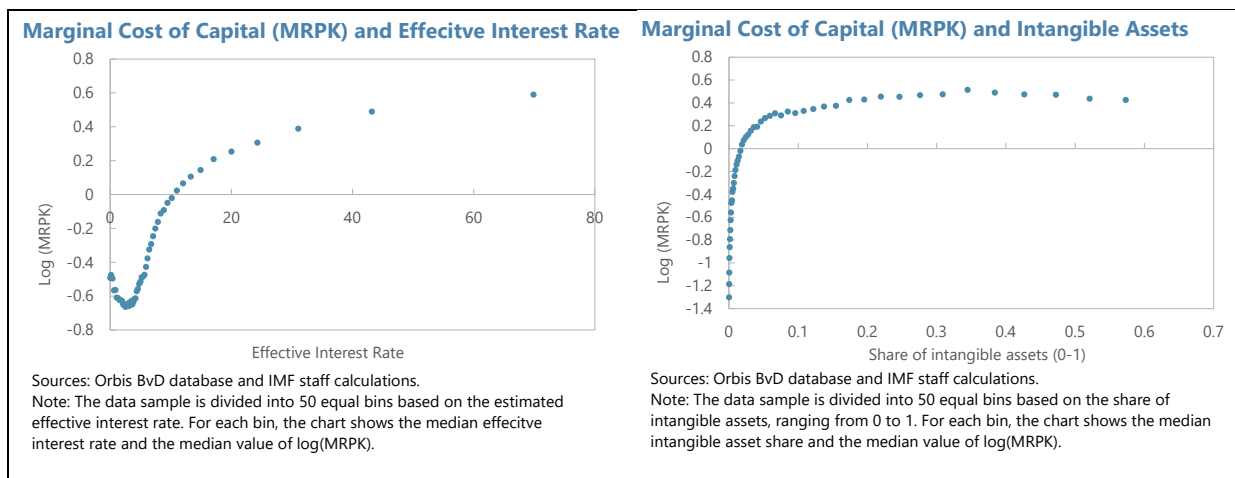 Marginal Cost of Capital (MRPK) and Effecitve Interest Rate
0.8
0.6
0.4
0.2
0
-0.2
-0.4
-0.6
-0.8
0
20
40
60
80
Log (MRPK)
Effective Interest Rate
Sources: Orbis BvD database and IMF staff calculations.
Note: The data sample is divided into 50 equal bins based on the estimated
effective interest rate. For each bin, the chart shows the median effecitve
interest rate and the median value of log(MRPK).
Marginal Cost of Capital (MRPK) and Intangible Assets
0.8
0.6
0.4
0.2
0
-0.2
-0.4
-0.6
-0.8
-1
-1.2
-1.4
0
0.1
0.2
0.3
0.4
0.5
0.6
0.7
Log (MRPK)
Share of intangible assets (0-1)
Sources: Orbis BvD database and IMF staff calculations.
Note: The data sample is divided into 50 equal bins based on the share of
intangible assets, ranging from 0 to 1. For each bin, the chart shows the median
intangible asset share and the median value of log(MRPK).